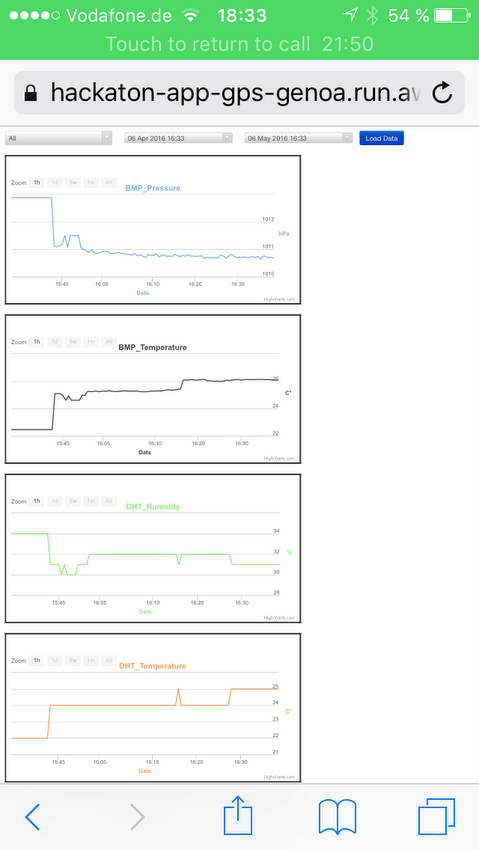 Vodafone.de 18:33 54 %
Touch to return to call 21:50
hackaton-app-gps-genoa.run.av
All 06 Apr 2016 16:33 06 May 2016 16:33 Load Data
Zoom 1h 1d 1w 1m All
BMP_Pressure
1012
hPa
1011
1010
15:45 16:05 16:10 16:20 16:30
Date
Highcharts.com
Zoom 1h 1d 1w 1m All
BMP_Temperature
26
C°
24
22
15:45 16:05 16:10 16:20 16:30
Date
Highcharts.com
Zoom 1h 1d 1w 1m All
DHT_Humidity
34
32
%
30
28
15:45 16:05 16:10 16:20 16:30
Date
Highcharts.com
Zoom 1h 1d 1w 1m All
DHT_Temperature
25
24
C°
23
22
21
15:45 16:05 16:10 16:20 16:30
Date
Highcharts.com